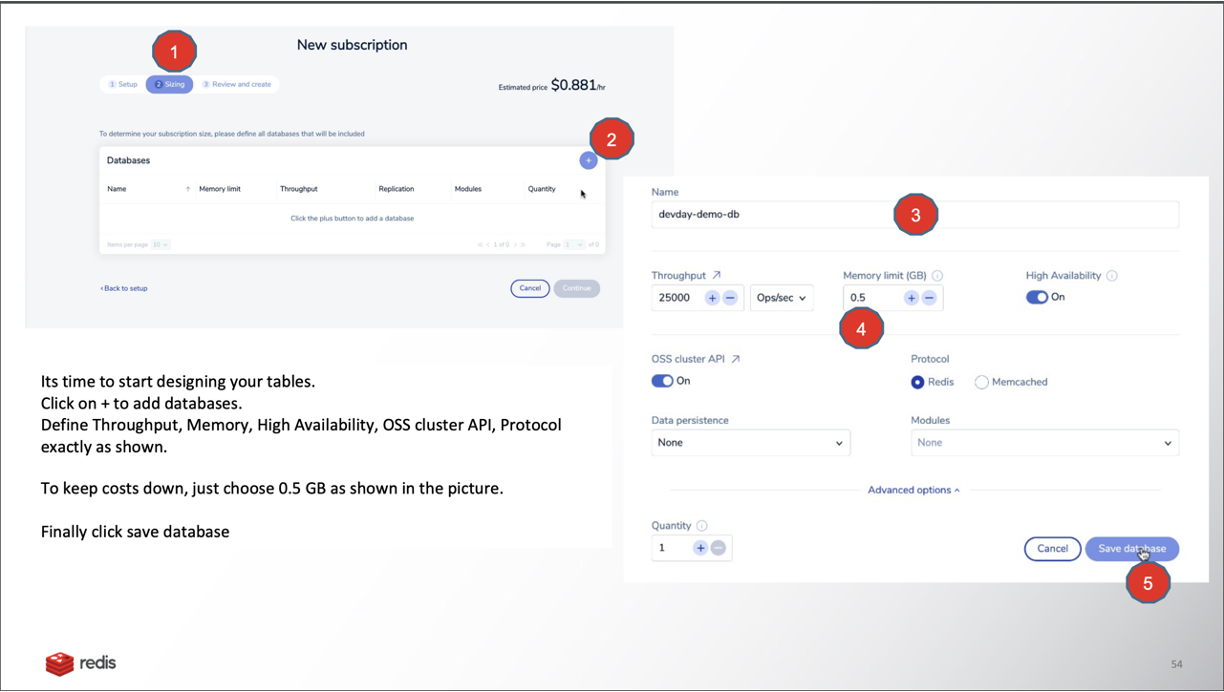 1
New subscription
1 Setup 2 Sizing 3 Review and create
Estimated price $0.881/hr
To determine your subscription size, please define all databases that will be included
2
Databases
+
Name ↑ Memory limit Throughput Replication Modules Quantity
Click the plus button to add a database
Items per page 10 « < 1 of 0 > » Page 1 of 0
‹ Back to setup Cancel Continue
Its time to start designing your tables.
Click on + to add databases.
Define Throughput, Memory, High Availability, OSS cluster API, Protocol
exactly as shown.
To keep costs down, just choose 0.5 GB as shown in the picture.
Finally click save database
Name
devday-demo-db
3
Throughput Memory limit (GB) High Availability
25000 + − Ops/sec 0.5 + − On
4
OSS cluster API Protocol
On Redis Memcached
Data persistence Modules
None None
Advanced options
Quantity
1 + −
Cancel Save database
5
redis
54